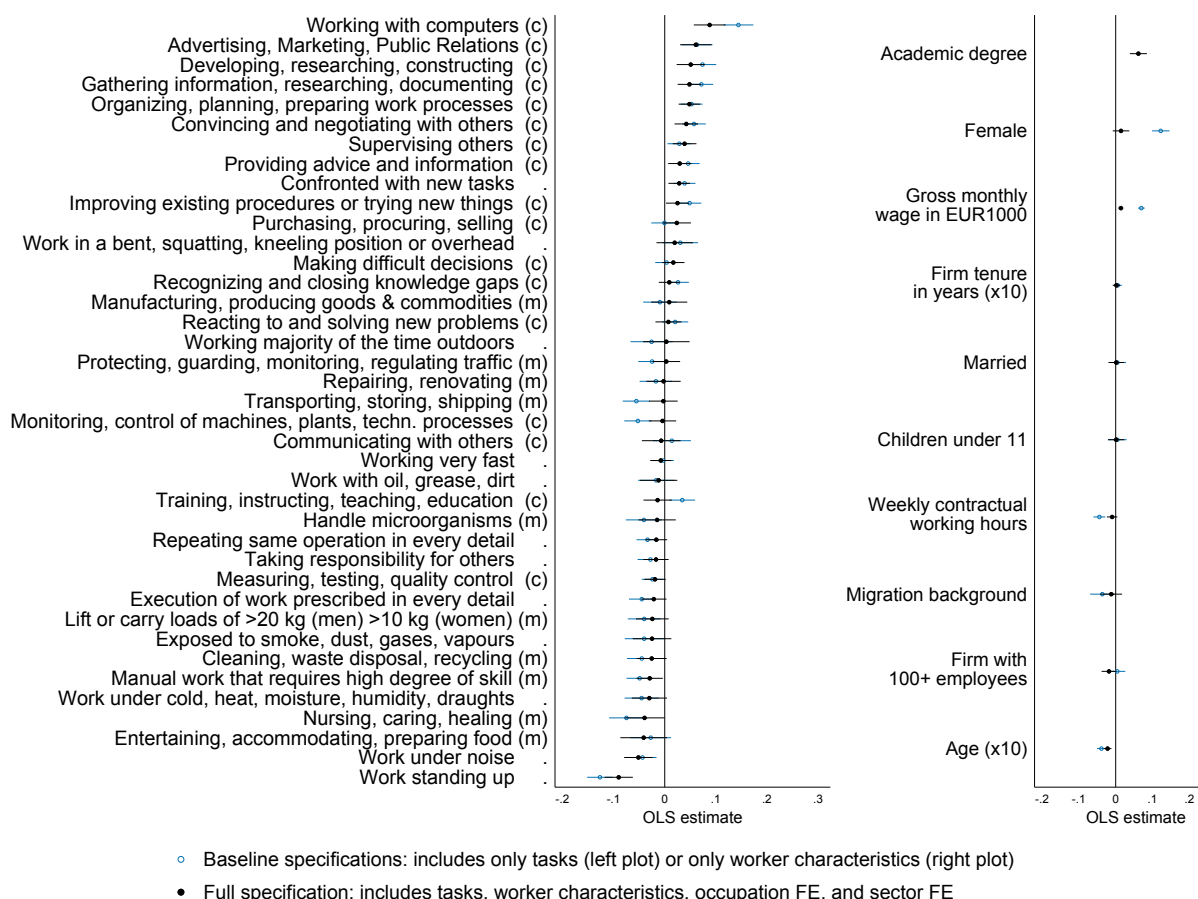 Working with computers (c)
Advertising, Marketing, Public Relations (c)
Developing, researching, constructing (c)
Gathering information, researching, documenting (c)
Organizing, planning, preparing work processes (c)
Convincing and negotiating with others (c)
Supervising others (c)
Providing advice and information (c)
Confronted with new tasks .
Improving existing procedures or trying new things (c)
Purchasing, procuring, selling (c)
Work in a bent, squatting, kneeling position or overhead .
Making difficult decisions (c)
Recognizing and closing knowledge gaps (c)
Manufacturing, producing goods & commodities (m)
Reacting to and solving new problems (c)
Working majority of the time outdoors .
Protecting, guarding, monitoring, regulating traffic (m)
Repairing, renovating (m)
Transporting, storing, shipping (m)
Monitoring, control of machines, plants, techn. processes (c)
Communicating with others (c)
Working very fast .
Work with oil, grease, dirt .
Training, instructing, teaching, education (c)
Handle microorganisms (m)
Repeating same operation in every detail .
Taking responsibility for others .
Measuring, testing, quality control (c)
Execution of work prescribed in every detail .
Lift or carry loads of >20 kg (men) >10 kg (women) (m)
Exposed to smoke, dust, gases, vapours .
Cleaning, waste disposal, recycling (m)
Manual work that requires high degree of skill (m)
Work under cold, heat, moisture, humidity, draughts .
Nursing, caring, healing (m)
Entertaining, accommodating, preparing food (m)
Work under noise .
Work standing up .
-.2 -.1 0 .1 .2 .3
OLS estimate
Academic degree
Female
Gross monthly
wage in EUR1000
Firm tenure
in years (x10)
Married
Children under 11
Weekly contractual
working hours
Migration background
Firm with
100+ employees
Age (x10)
-.2 -.1 0 .1 .2
OLS estimate
Baseline specifications: includes only tasks (left plot) or only worker characteristics (right plot)
Full specification: includes tasks, worker characteristics, occupation FE, and sector FE